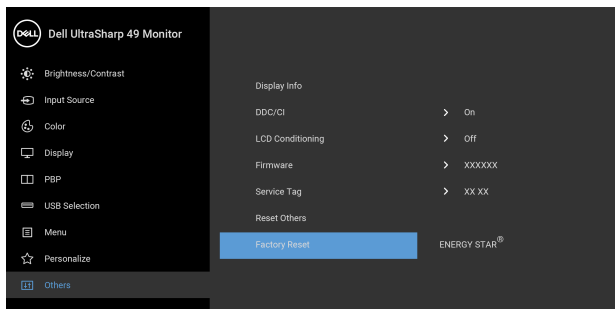 DELL Dell UltraSharp 49 Monitor
Brightness/Contrast
Input Source
Color
Display
PBP
USB Selection
Menu
Personalize
Others
Display Info
DDC/CI > On
LCD Conditioning > Off
Firmware > XXXXXX
Service Tag > XX XX
Reset Others
Factory Reset ENERGY STAR®